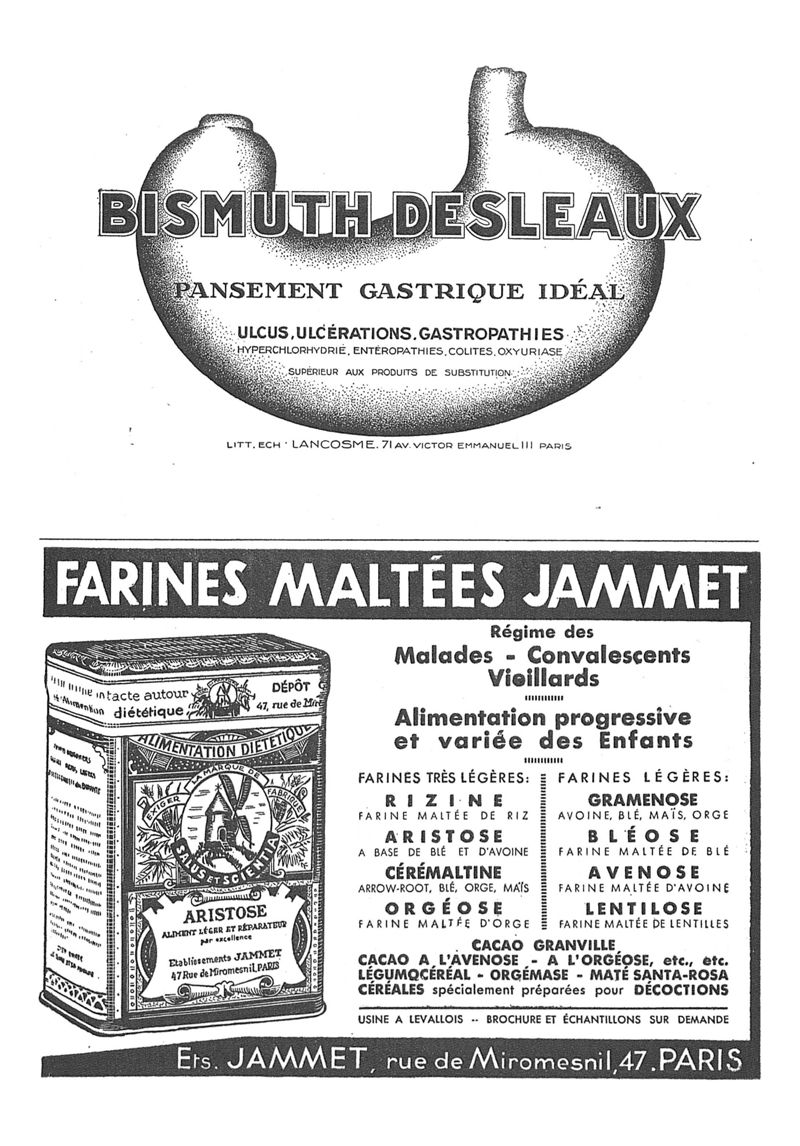 BISMUTH DESLEAUX
PANSEMENT GASTRIQUE IDÉAL
ULCUS, ULCÉRATIONS, GASTROPATHIES
HYPERCHLORHYDRIE, ENTÉROPATHIES, COLITES, OXYURIASE
SUPÉRIEUR AUX PRODUITS DE SUBSTITUTION
LITT. ECH. LANCOSME. 71 AV. VICTOR EMMANUEL III PARIS
FARINES MALTÉES JAMMET
intacte autour
diététique
DÉPÔT
47, rue de Miro
ALIMENTATION DIÉTÉTIQUE
EXIGER LA MARQUE DE FABRIQUE
SALUS ET SCIENTIA
ARISTOSE
ALIMENT LÉGER ET RÉPARATEUR
par excellence
Etablissements JAMMET
47 Rue de Miromesnil. PARIS
Régime des
Malades - Convalescents
Vieillards
Alimentation progressive
et variée des Enfants
FARINES TRÈS LÉGÈRES:
RIZINE
FARINE MALTÉE DE RIZ
ARISTOSE
A BASE DE BLÉ ET D'AVOINE
CÉRÉMALTINE
ARROW-ROOT, BLÉ, ORGE, MAÏS
ORGÉOSE
FARINE MALTÉE D'ORGE
FARINES LÉGÈRES:
GRAMENOSE
AVOINE, BLÉ, MAÏS, ORGE
BLÉOSE
FARINE MALTÉE DE BLÉ
AVENOSE
FARINE MALTÉE D'AVOINE
LENTILOSE
FARINE MALTÉE DE LENTILLES
CACAO GRANVILLE
CACAO A L'AVENOSE - A L'ORGÉOSE, etc., etc.
LÉGUMOCÉRÉAL - ORGÉMASE - MATÉ SANTA-ROSA
CÉRÉALES spécialement préparées pour DÉCOCTIONS
USINE A LEVALLOIS -- BROCHURE ET ÉCHANTILLONS SUR DEMANDE
Ets. JAMMET, rue de Miromesnil, 47. PARIS